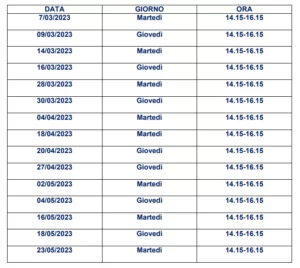 DATA GIORNO ORA
7/03/2023 Martedì 14.15-16.15
09/03/2023 Giovedì 14.15-16.15
14/03/2023 Martedì 14.15-16.15
16/03/2023 Giovedì 14.15-16.15
28/03/2023 Martedì 14.15-16.15
30/03/2023 Giovedì 14.15-16.15
04/04/2023 Martedì 14.15-16.15
18/04/2023 Martedì 14.15-16.15
20/04/2023 Giovedì 14.15-16.15
27/04/2023 Giovedì 14.15-16.15
02/05/2023 Martedì 14.15-16.15
04/05/2023 Giovedì 14.15-16.15
16/05/2023 Martedì 14.15-16.15
18/05/2023 Giovedì 14.15-16.15
23/05/2023 Martedì 14.15-16.15